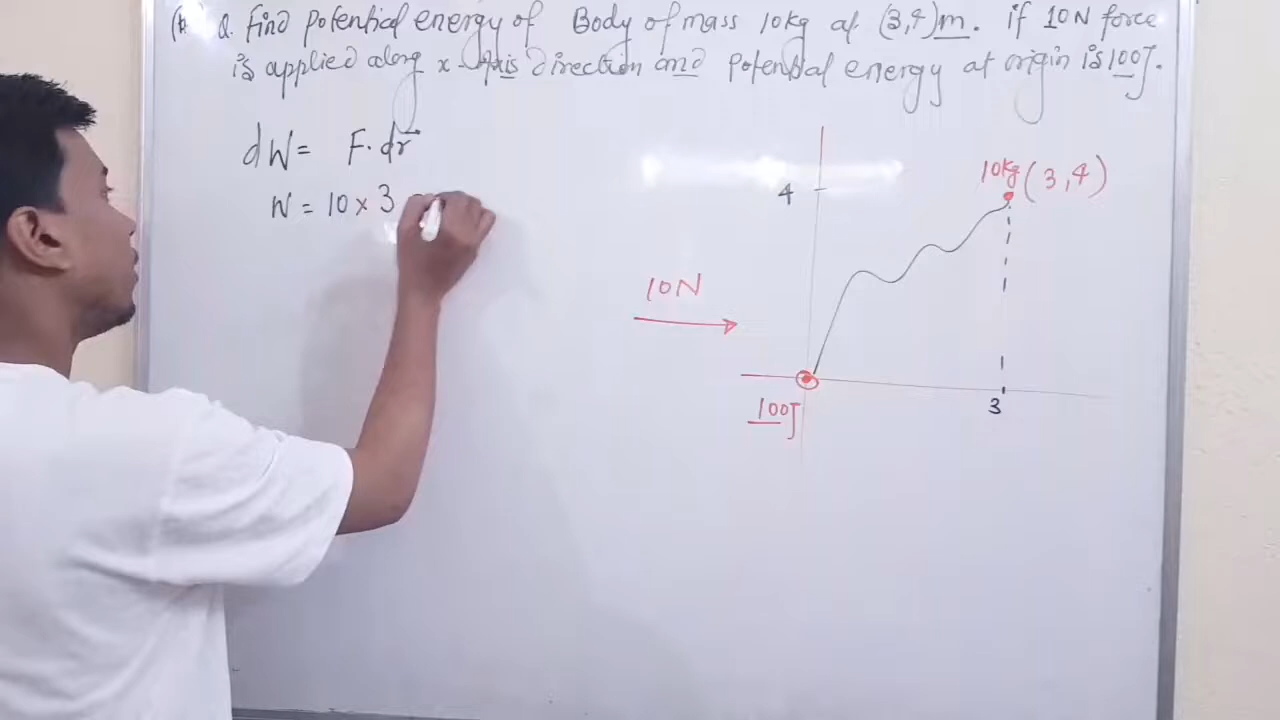 Q. Find potential energy of Body of mass 10kg at (3,4)m. if 10N force
is applied along x-Axis direction and potential energy at origin is 100J.
dW = F.dr
W = 10 x 3
10kg (3,4)
4
10N
3
100J